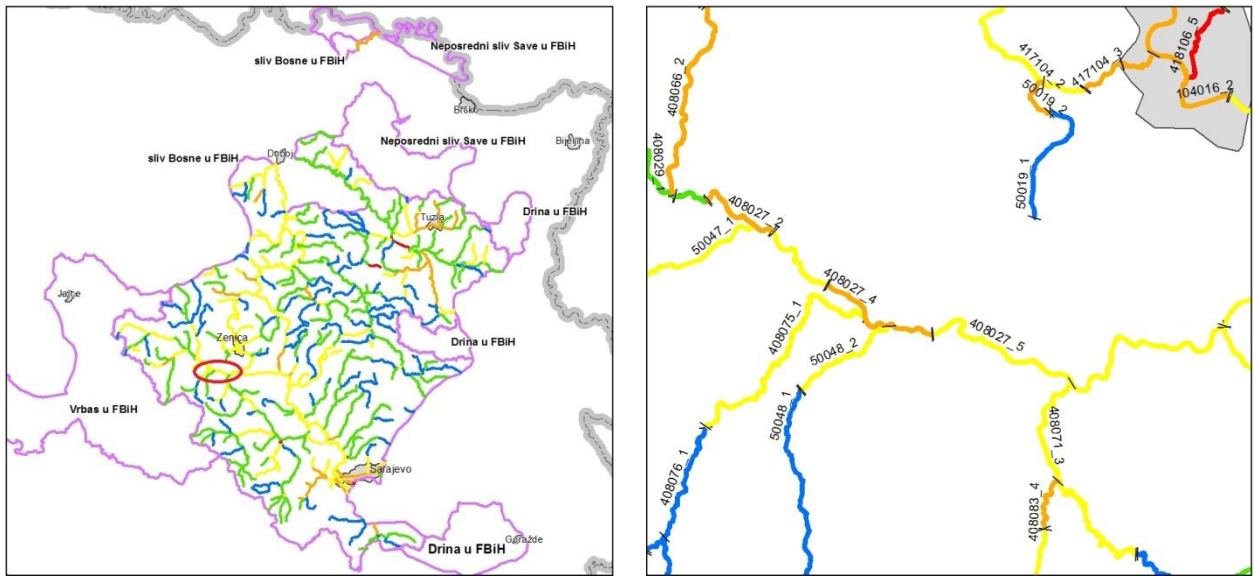 Neposredni sliv Save u FBiH
sliv Bosne u FBiH
Brčko
Bijeljina
Neposredni sliv Save u FBiH
sliv Bosne u FBiH
Doboj
Drina u FBiH
Tuzla
Jajce
Zenica
Drina u FBiH
Vrbas u FBiH
Sarajevo
Drina u FBiH
Goražde
408066_2
408029_
417104_2
417104_3
418106_5
104016_2
50019_2
50019_1
408027_2
50047_1
408027_4
408075_1
50048_2
408027_5
50048_1
408076_1
408071_3
408083_4